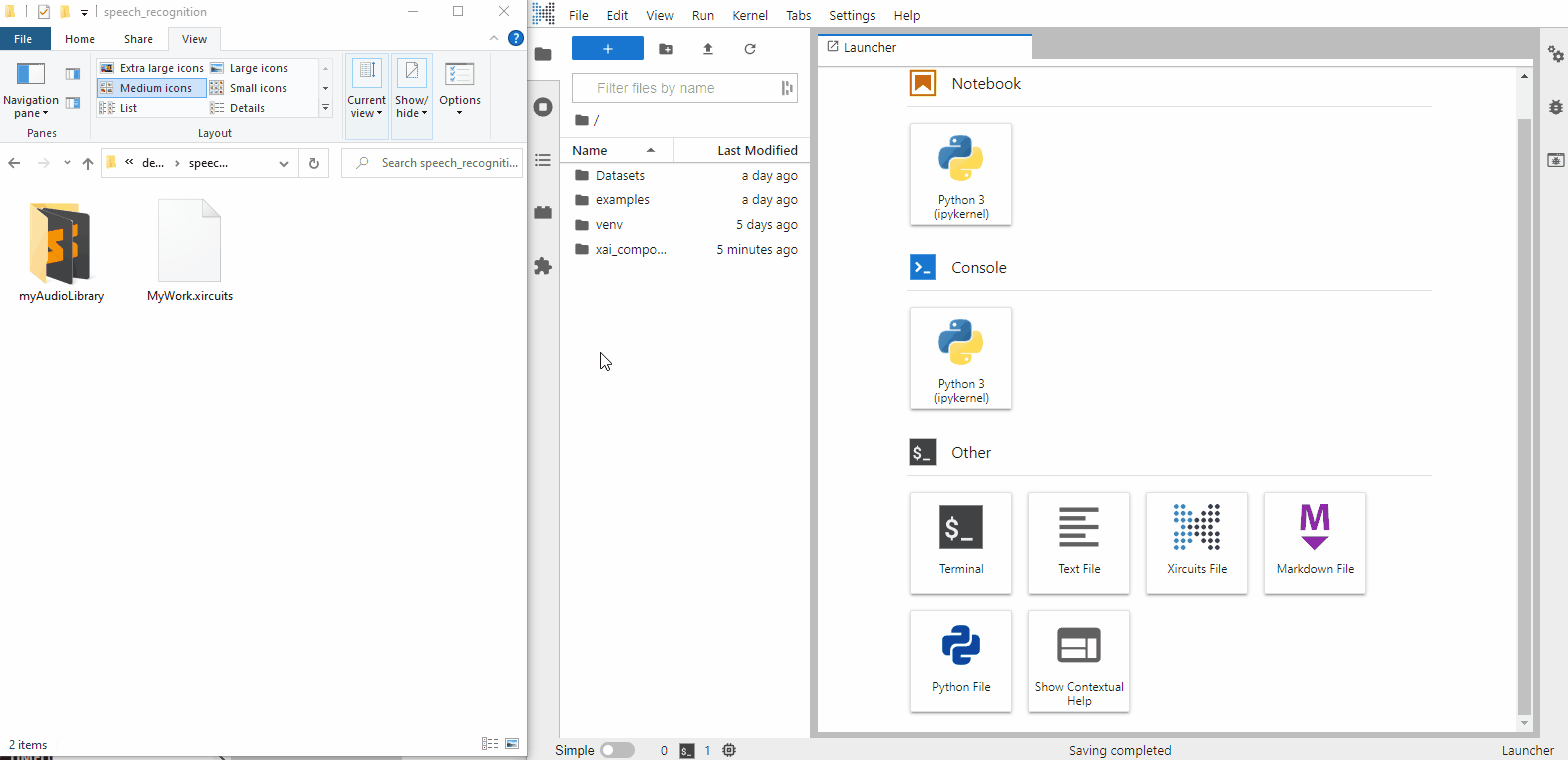 speech_recognition
File Home Share View
Navigation pane
Extra large icons Large icons
Medium icons Small icons
List Details
Current view
Show/ hide
Options
Panes Layout
« de... > speec...
Search speech_recogniti...
myAudioLibrary
MyWork.xircuits
2 items
File Edit View Run Kernel Tabs Settings Help
+
Filter files by name
/
Name Last Modified
Datasets a day ago
examples a day ago
venv 5 days ago
xai_compo... 5 minutes ago
Launcher
Notebook
Python 3
(ipykernel)
Console
Python 3
(ipykernel)
Other
$_
Terminal
Text File
Xircuits File
M
Markdown File
Python File
Show Contextual
Help
Simple 0 $_ 1 Saving completed Launcher